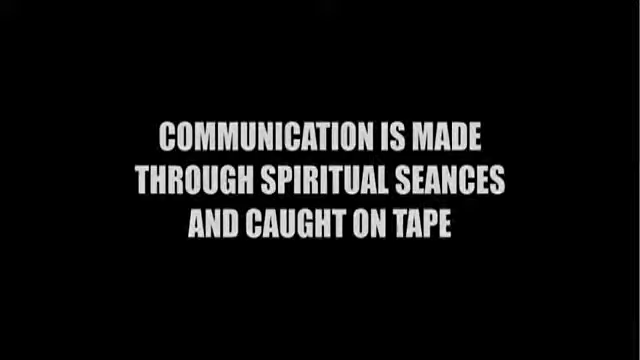 COMMUNICATION IS MADE
THROUGH SPIRITUAL SEANCES
AND CAUGHT ON TAPE